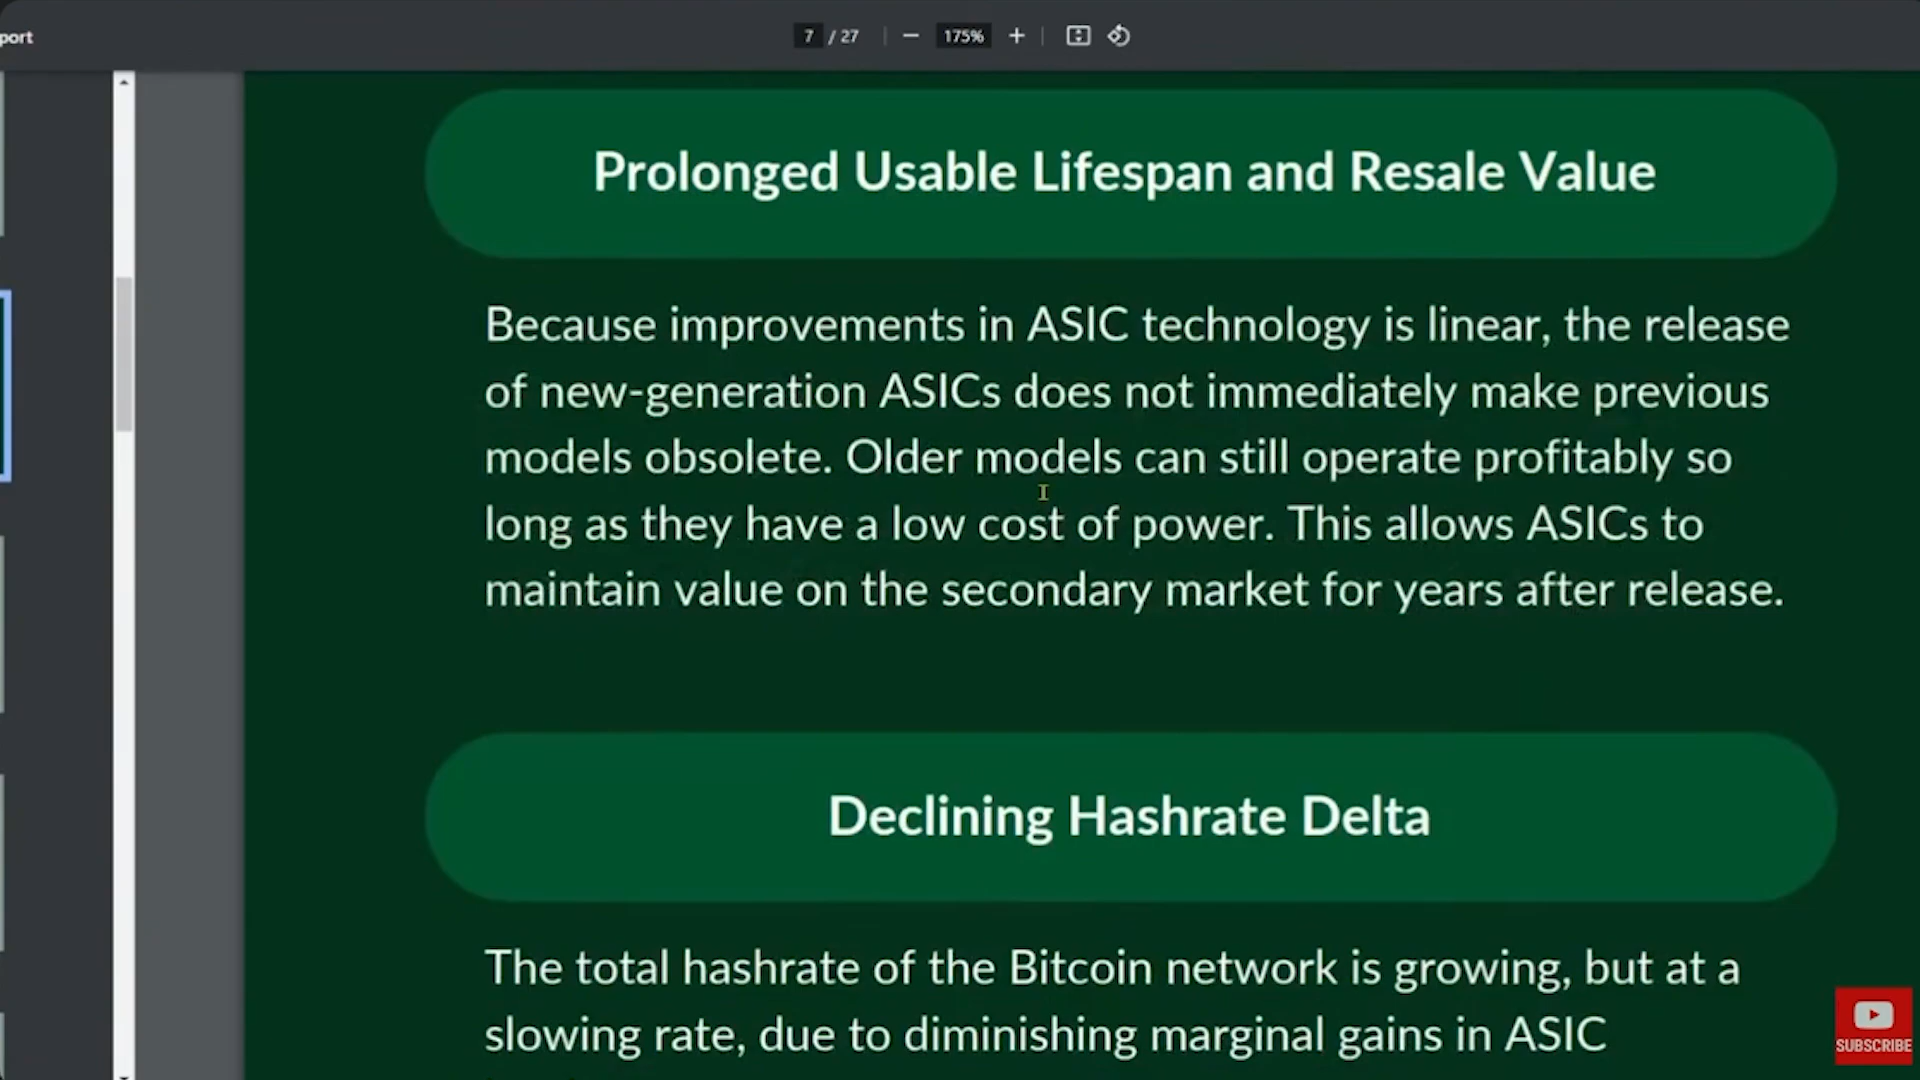 port
7 / 27
175%
Prolonged Usable Lifespan and Resale Value
Because improvements in ASIC technology is linear, the release
of new-generation ASICs does not immediately make previous
models obsolete. Older models can still operate profitably so
long as they have a low cost of power. This allows ASICs to
maintain value on the secondary market for years after release.
Declining Hashrate Delta
The total hashrate of the Bitcoin network is growing, but at a
slowing rate, due to diminishing marginal gains in ASIC
SUBSCRIBE